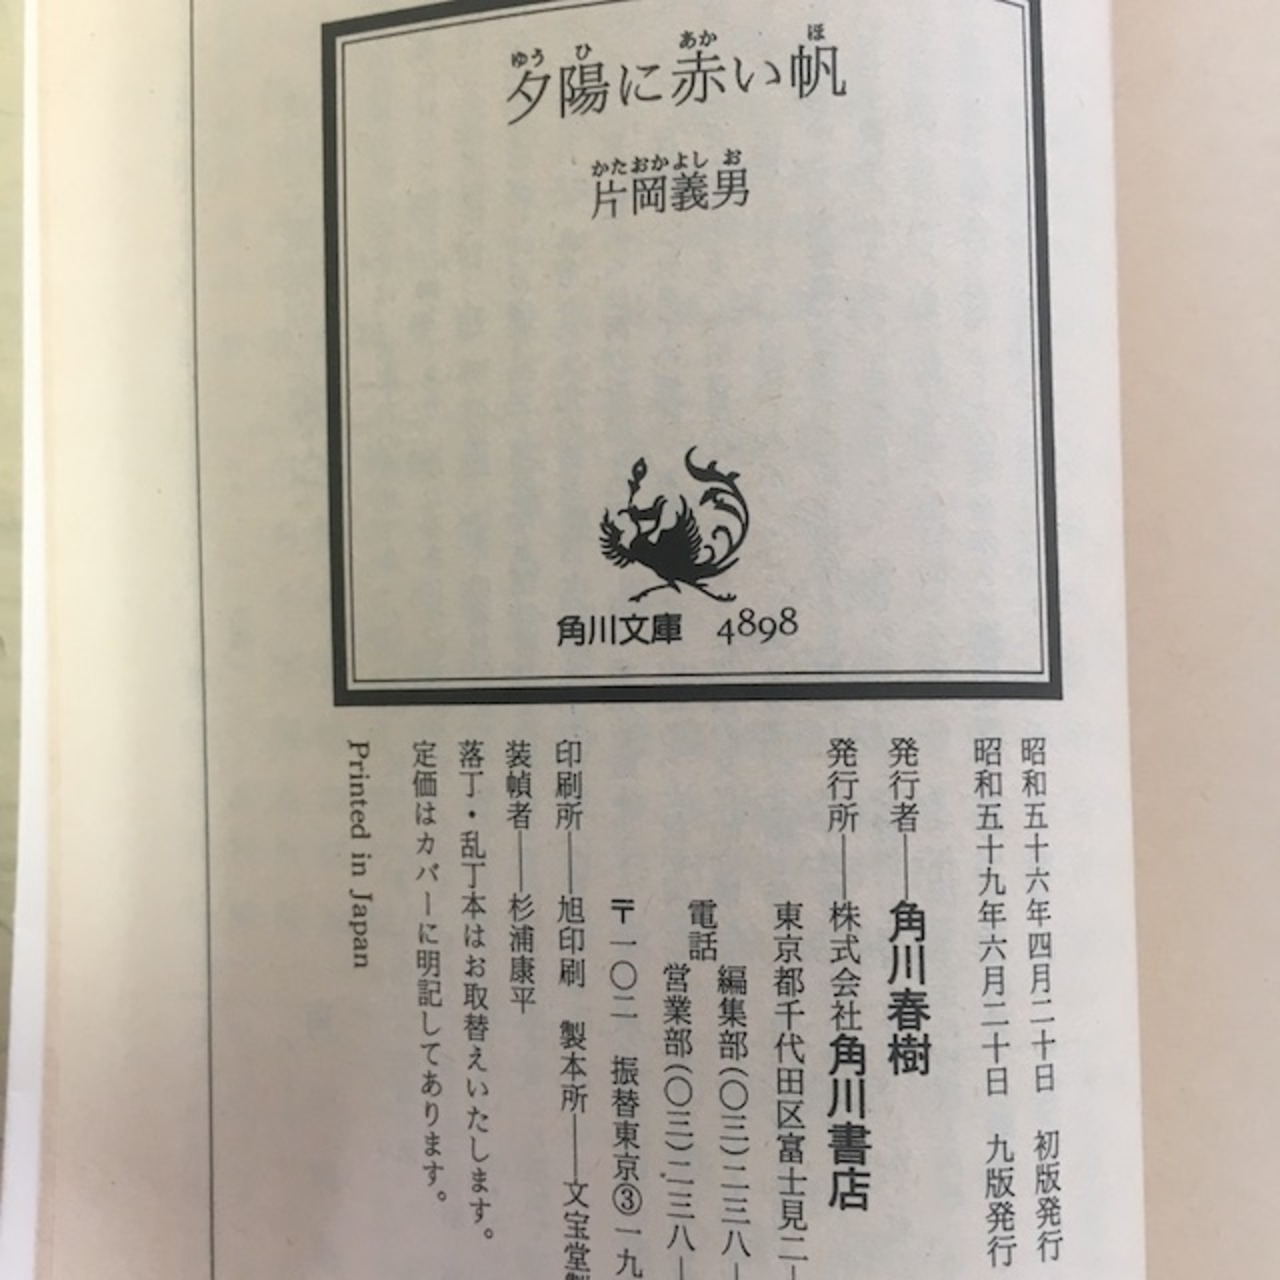 ゆうひ あか ほ
夕陽に赤い帆
かたおかよしお
片岡義男
角川文庫 4898
昭和五十六年四月二十日 初版発行
昭和五十九年六月二十日 九版発行
発行者――角川春樹
発行所――株式会社角川書店
東京都千代田区富士見二―
電話
編集部(〇三)二三八―
営業部(〇三)二三八―
〒一〇二 振替東京③一九
印刷所――旭印刷 製本所――文宝堂製
装幀者――杉浦康平
落丁・乱丁本はお取替えいたします。
定価はカバーに明記してあります。
Printed in Japan